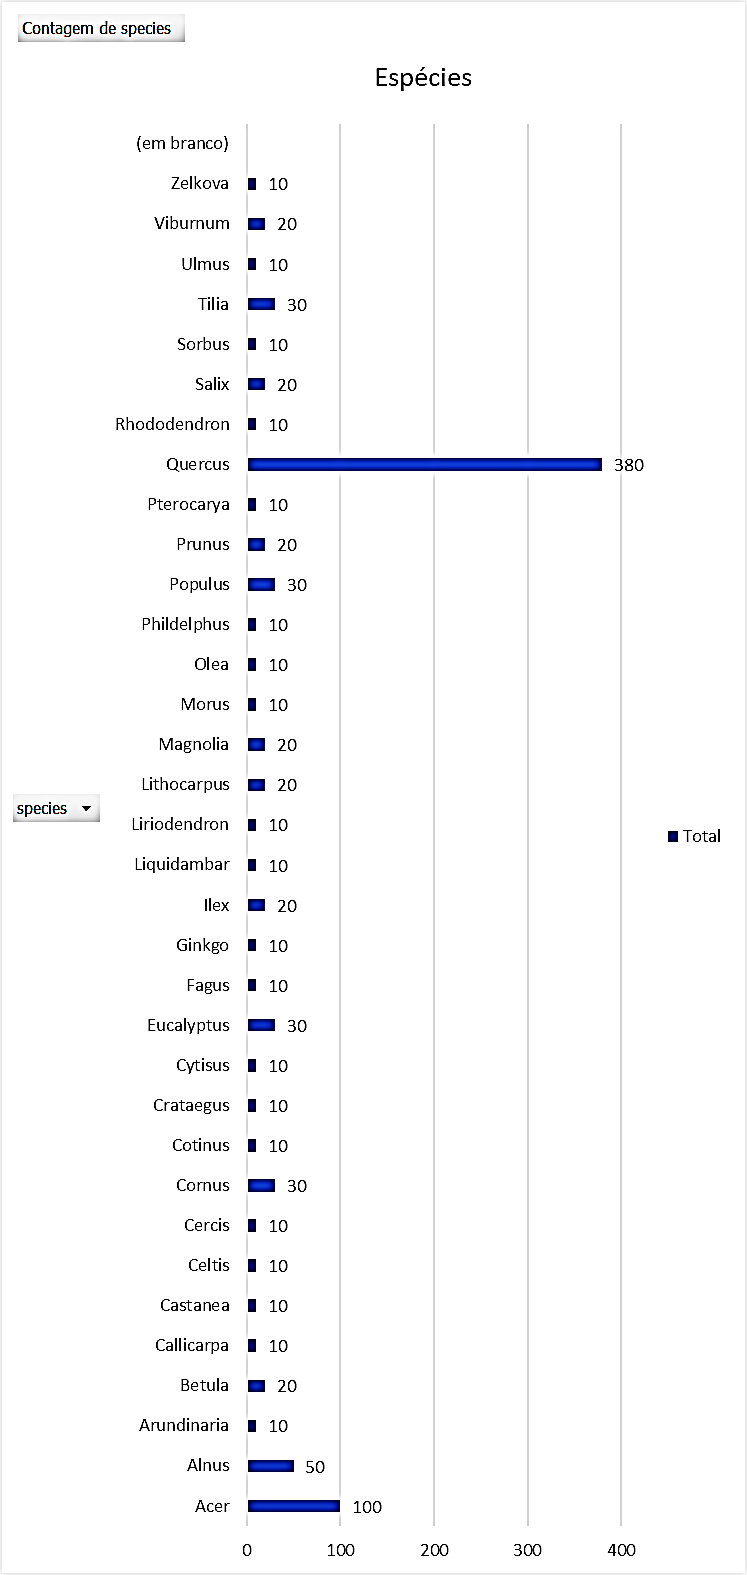 Contagem de species
Espécies
(em branco)
Zelkova 10
Viburnum 20
Ulmus 10
Tilia 30
Sorbus 10
Salix 20
Rhododendron 10
Quercus 380
Pterocarya 10
Prunus 20
Populus 30
Phildelphus 10
Olea 10
Morus 10
Magnolia 20
Lithocarpus 20
species
Liriodendron 10
Total
Liquidambar 10
Ilex 20
Ginkgo 10
Fagus 10
Eucalyptus 30
Cytisus 10
Crataegus 10
Cotinus 10
Cornus 30
Cercis 10
Celtis 10
Castanea 10
Callicarpa 10
Betula 20
Arundinaria 10
Alnus 50
Acer 100
0 100 200 300 400